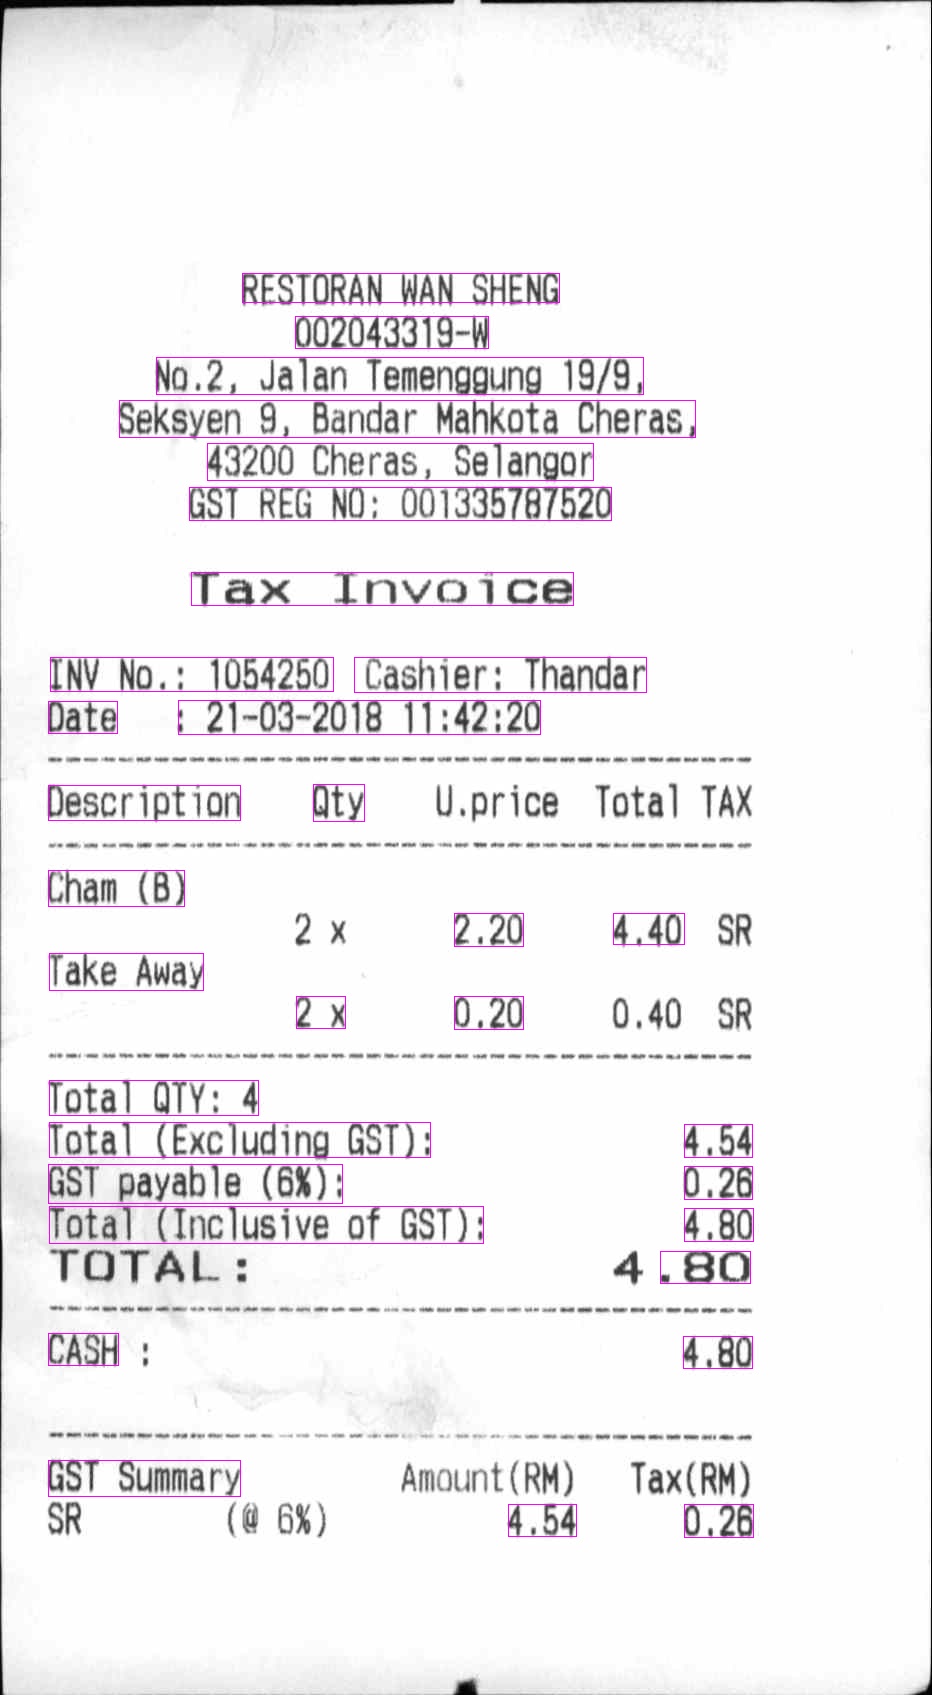 RESTORAN WAN SHENG
002043319-W
No.2, Jalan Temenggung 19/9,
Seksyen 9, Bandar Mahkota Cheras,
43200 Cheras, Selangor
GST REG NO: 001335787520
Tax Invoice
INV No.: 1054250 Cashier: Thandar
Date : 21-03-2018 11:42:20
Description Qty U.price Total TAX
Cham (B)
2 x 2.20 4.40 SR
Take Away
2 x 0.20 0.40 SR
Total QTY: 4
Total (Excluding GST): 4.54
GST payable (6%): 0.26
Total (Inclusive of GST): 4.80
TOTAL: 4.80
CASH : 4.80
GST Summary Amount(RM) Tax(RM)
SR (@ 6%) 4.54 0.26